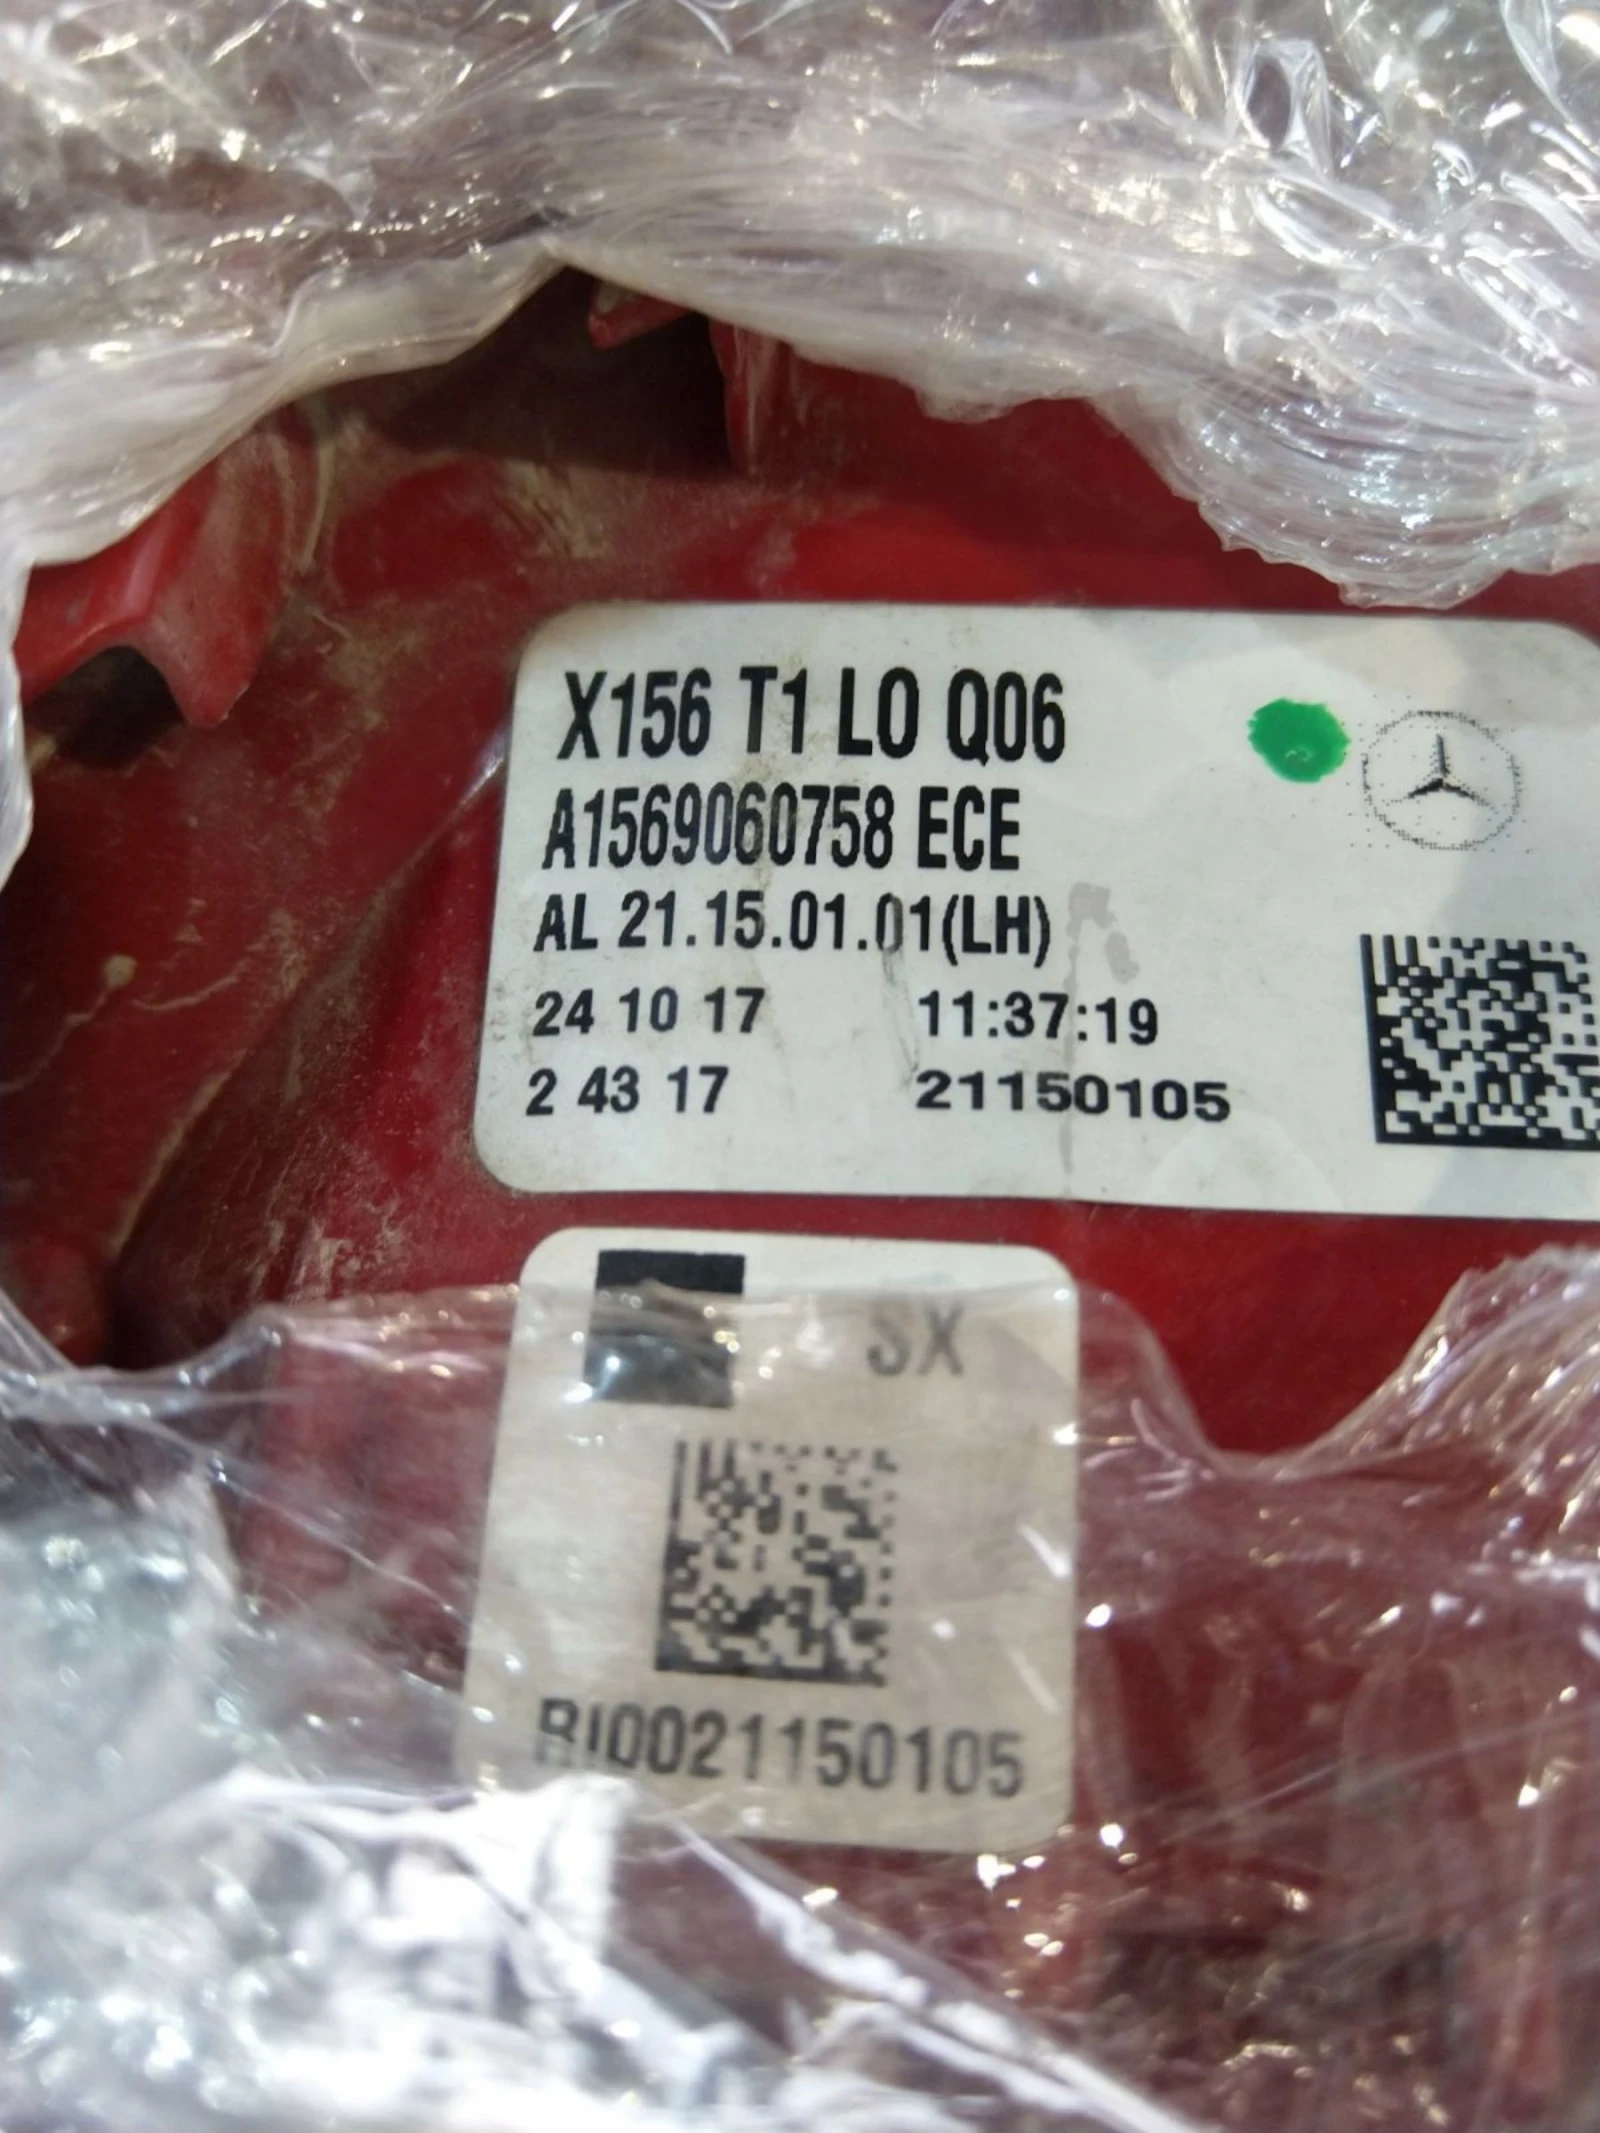 X156 T1 LO Q06
A1569060758 ECE
AL 21.15.01.01(LH)
24 10 17 11:37:19
2 43 17 21150105
SX
BI0021150105